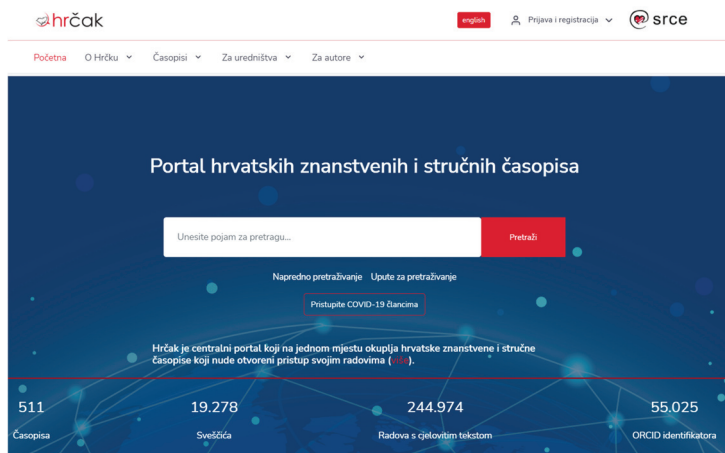 hrčak
english
Prijava i registracija
srce
Početna
O Hrčku
Časopisi
Za uredništva
Za autore
Portal hrvatskih znanstvenih i stručnih časopisa
Unesite pojam za pretragu...
Pretraži
Napredno pretraživanje
Upute za pretraživanje
Pristupite COVID-19 člancima
Hrčak je centralni portal koji na jednom mjestu okuplja hrvatske znanstvene i stručne
časopise koji nude otvoreni pristup svojim radovima (više).
511
19.278
244.974
55.025
Časopisa
Sveščića
Radova s cjelovitim tekstom
ORCID identifikatora